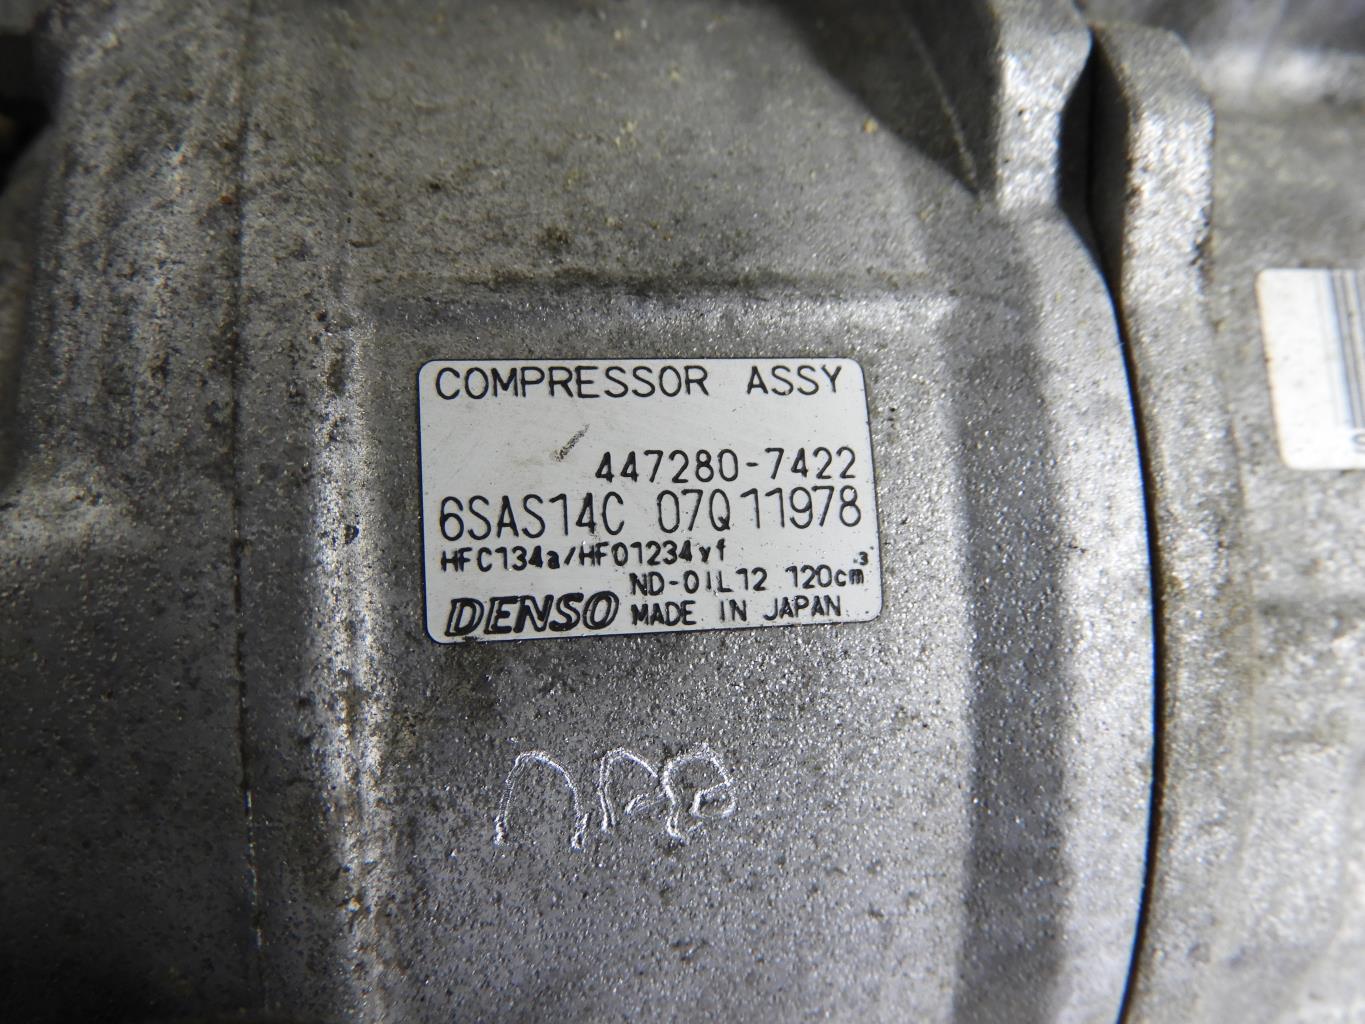 COMPRESSOR ASSY
447280-7422
6SAS14C 07Q11978
HFC134a/HFO1234yf
ND-OIL12 120cm³
DENSO MADE IN JAPAN